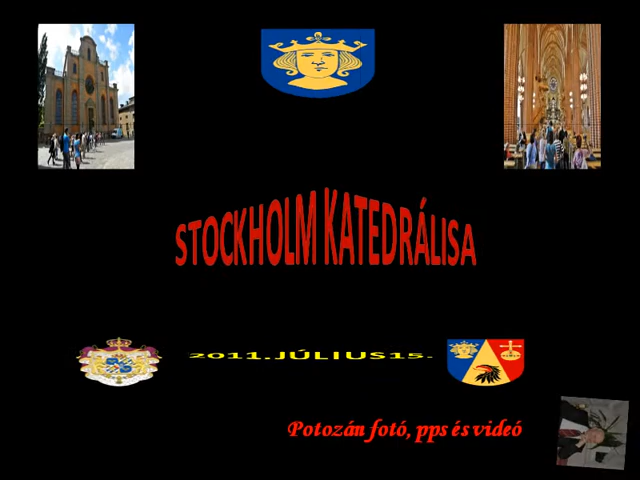 STOCKHOLM KATEDRÁLISA
2011.JÚLIUS15.
Potozán fotó, pps és videó